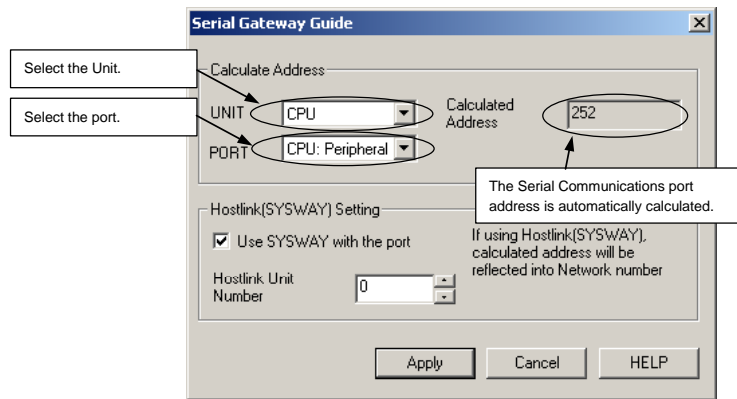 Serial Gateway Guide
Select the Unit.
Calculate Address
UNIT
CPU
Calculated
Address
252
Select the port.
PORT
CPU: Peripheral
The Serial Communications port
address is automatically calculated.
Hostlink(SYSWAY) Setting
Use SYSWAY with the port
If using Hostlink(SYSWAY),
calculated address will be
reflected into Network number
Hostlink Unit
Number
0
Apply
Cancel
HELP